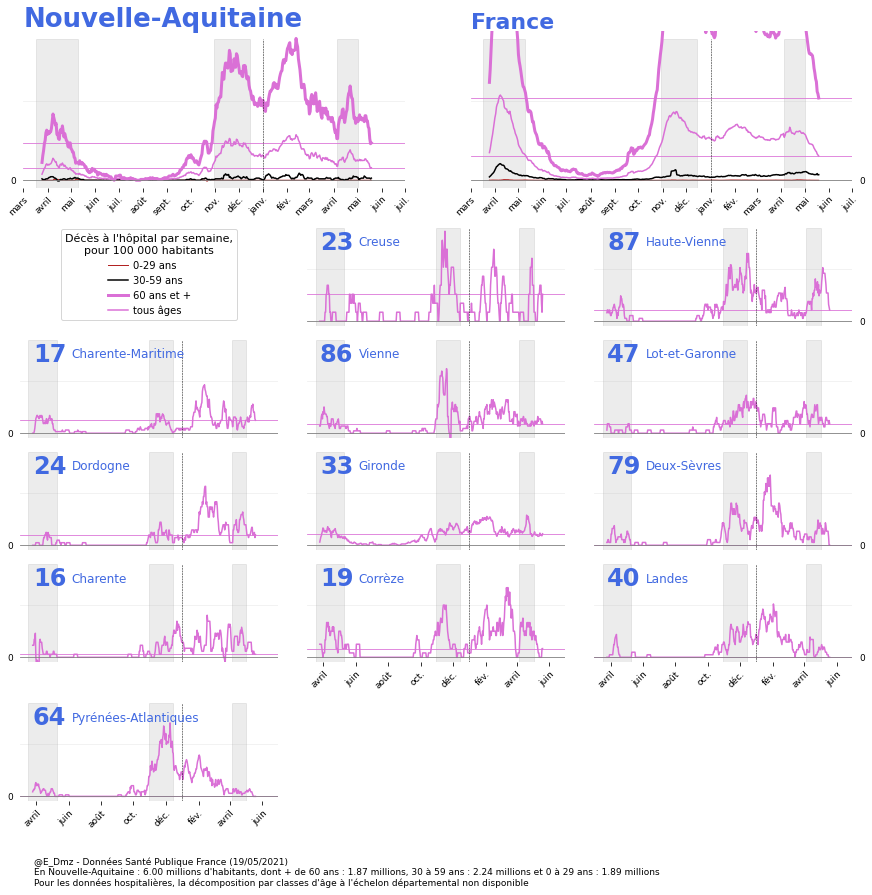 Nouvelle-Aquitaine
France
0
0
mars avril mai juin juil. août sept. oct. nov. déc. janv. fév. mars avril mai juin juil.
mars avril mai juin juil. août sept. oct. nov. déc. janv. fév. mars avril mai juin juil.
Décès à l'hôpital par semaine,
pour 100 000 habitants
0-29 ans
30-59 ans
60 ans et +
tous âges
23 Creuse
87 Haute-Vienne
0
17 Charente-Maritime
86 Vienne
47 Lot-et-Garonne
0
0
24 Dordogne
33 Gironde
79 Deux-Sèvres
0
0
16 Charente
19 Corrèze
40 Landes
0
0
avril juin août oct. déc. fév. avril juin
avril juin août oct. déc. fév. avril juin
64 Pyrénées-Atlantiques
0
avril juin août oct. déc. fév. avril juin
@E_Dmz - Données Santé Publique France (19/05/2021)
En Nouvelle-Aquitaine : 6.00 millions d'habitants, dont + de 60 ans : 1.87 millions, 30 à 59 ans : 2.24 millions et 0 à 29 ans : 1.89 millions
Pour les données hospitalières, la décomposition par classes d'âge à l'échelon départemental non disponible